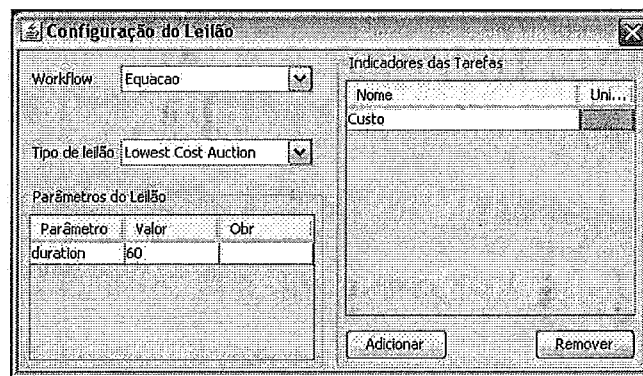 Configuração do Leilão
Workflow Equacao
Tipo de leilão Lowest Cost Auction
Parâmetros do Leilão
Parâmetro Valor Obr
duration 60
Indicadores das Tarefas
Nome Uni...
Custo
Adicionar Remover